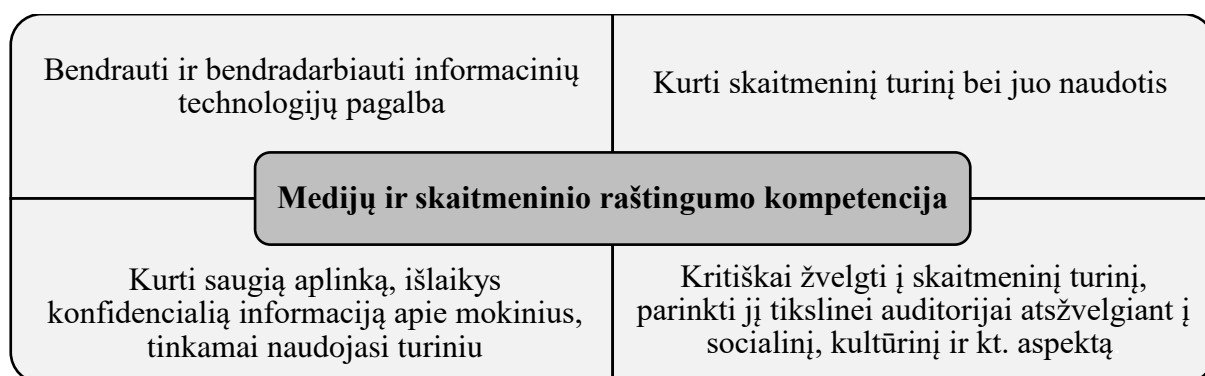 Bendrauti ir bendradarbiauti informacinių
technologijų pagalba
Kurti skaitmeninį turinį bei juo naudotis
Medijų ir skaitmeninio raštingumo kompetencija
Kurti saugią aplinką, išlaikys
konfidencialią informaciją apie mokinius,
tinkamai naudojasi turiniu
Kritiškai žvelgti į skaitmeninį turinį,
parinkti jį tikslinei auditorijai atsžvelgiant į
socialinį, kultūrinį ir kt. aspektą